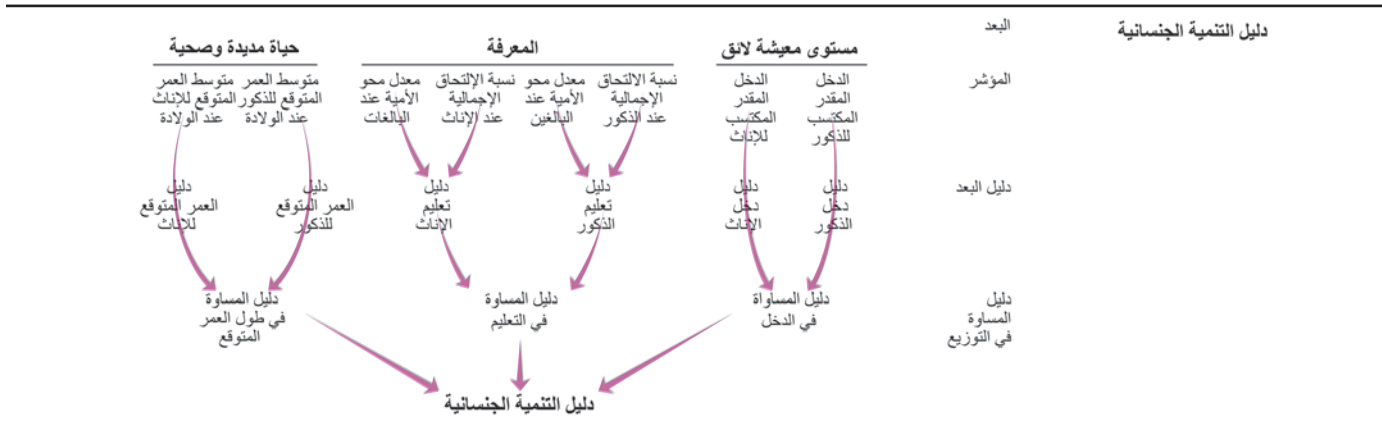 دليل التنمية الجنسانية
البعد
مستوى معيشة لائق
المعرفة
حياة مديدة وصحية
المؤشر
الدخل
المقدر
المكتسب
للذكور
الدخل
المقدر
المكتسب
للإناث
نسبة الالتحاق
الإجمالية
عند الذكور
معدل محو
الأمية عند
البالغين
نسبة الإلتحاق
الإجمالية
عند الإناث
معدل محو
الأمية عند
البالغات
متوسط العمر
المتوقع للذكور
عند الولادة
متوسط العمر
المتوقع للإناث
عند الولادة
دليل البعد
دليل
دخل
الذكور
دليل
دخل
الإناث
دليل
تعليم
الذكور
دليل
تعليم
الإناث
دليل
العمر المتوقع
للذكور
دليل
العمر المتوقع
للإناث
دليل
المساوة
في التوزيع
دليل المساواة
في الدخل
دليل المساوة
في التعليم
دليل المساوة
في طول العمر
المتوقع
دليل التنمية الجنسانية